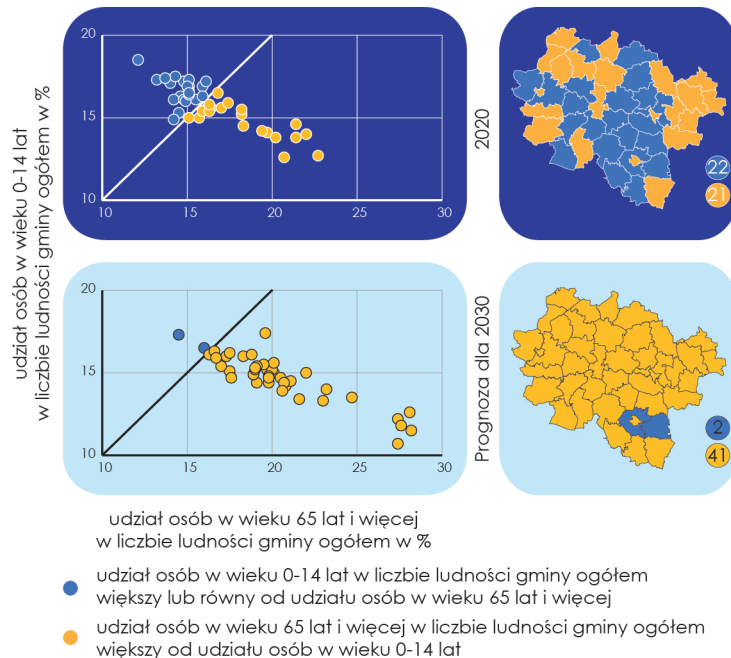 udział osób w wieku 0-14 lat
w liczbie ludności gminy ogółem w %
20
15
10
10
15
20
25
30
2020
22
21
20
15
10
10
15
20
25
30
Prognoza dla 2030
2
41
udział osób w wieku 65 lat i więcej
w liczbie ludności gminy ogółem w %
udział osób w wieku 0-14 lat w liczbie ludności gminy ogółem
większy lub równy od udziału osób w wieku 65 lat i więcej
udział osób w wieku 65 lat i więcej w liczbie ludności gminy ogółem
większy od udziału osób w wieku 0-14 lat